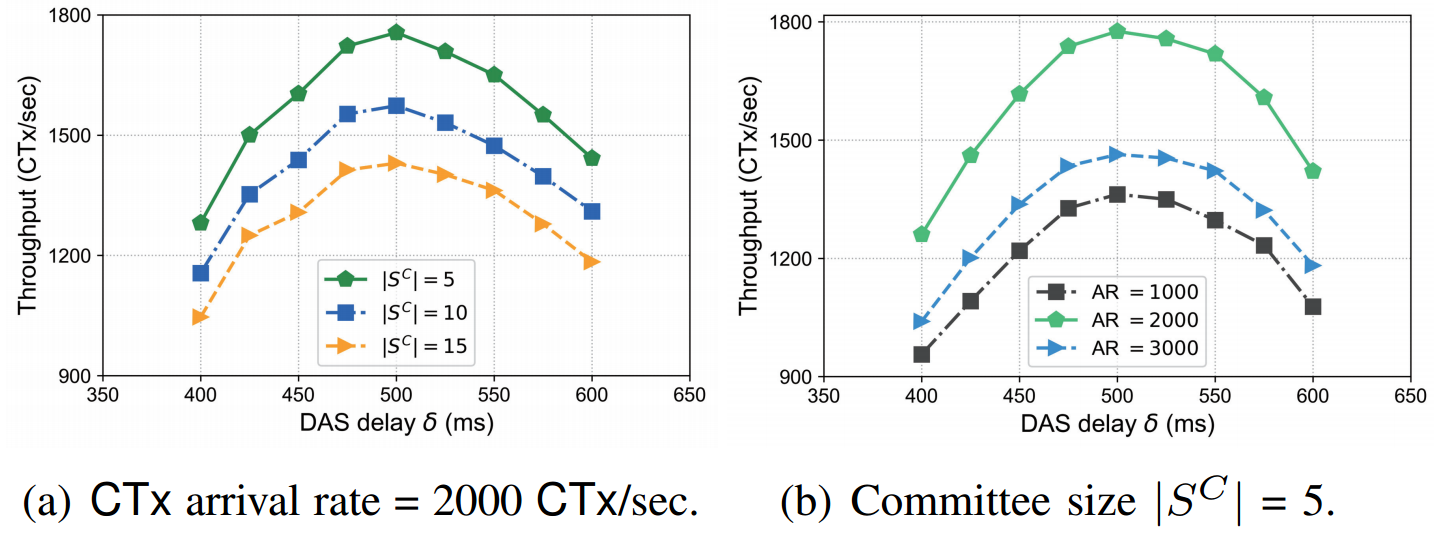 1800
1500
1200
900
350 400 450 500 550 600 650
Throughput (CTx/sec)
DAS delay δ (ms)
|S^C| = 5
|S^C| = 10
|S^C| = 15
(a) CTx arrival rate = 2000 CTx/sec.
1800
1500
1200
900
350 400 450 500 550 600 650
Throughput (CTx/sec)
DAS delay δ (ms)
AR = 1000
AR = 2000
AR = 3000
(b) Committee size |S^C| = 5.